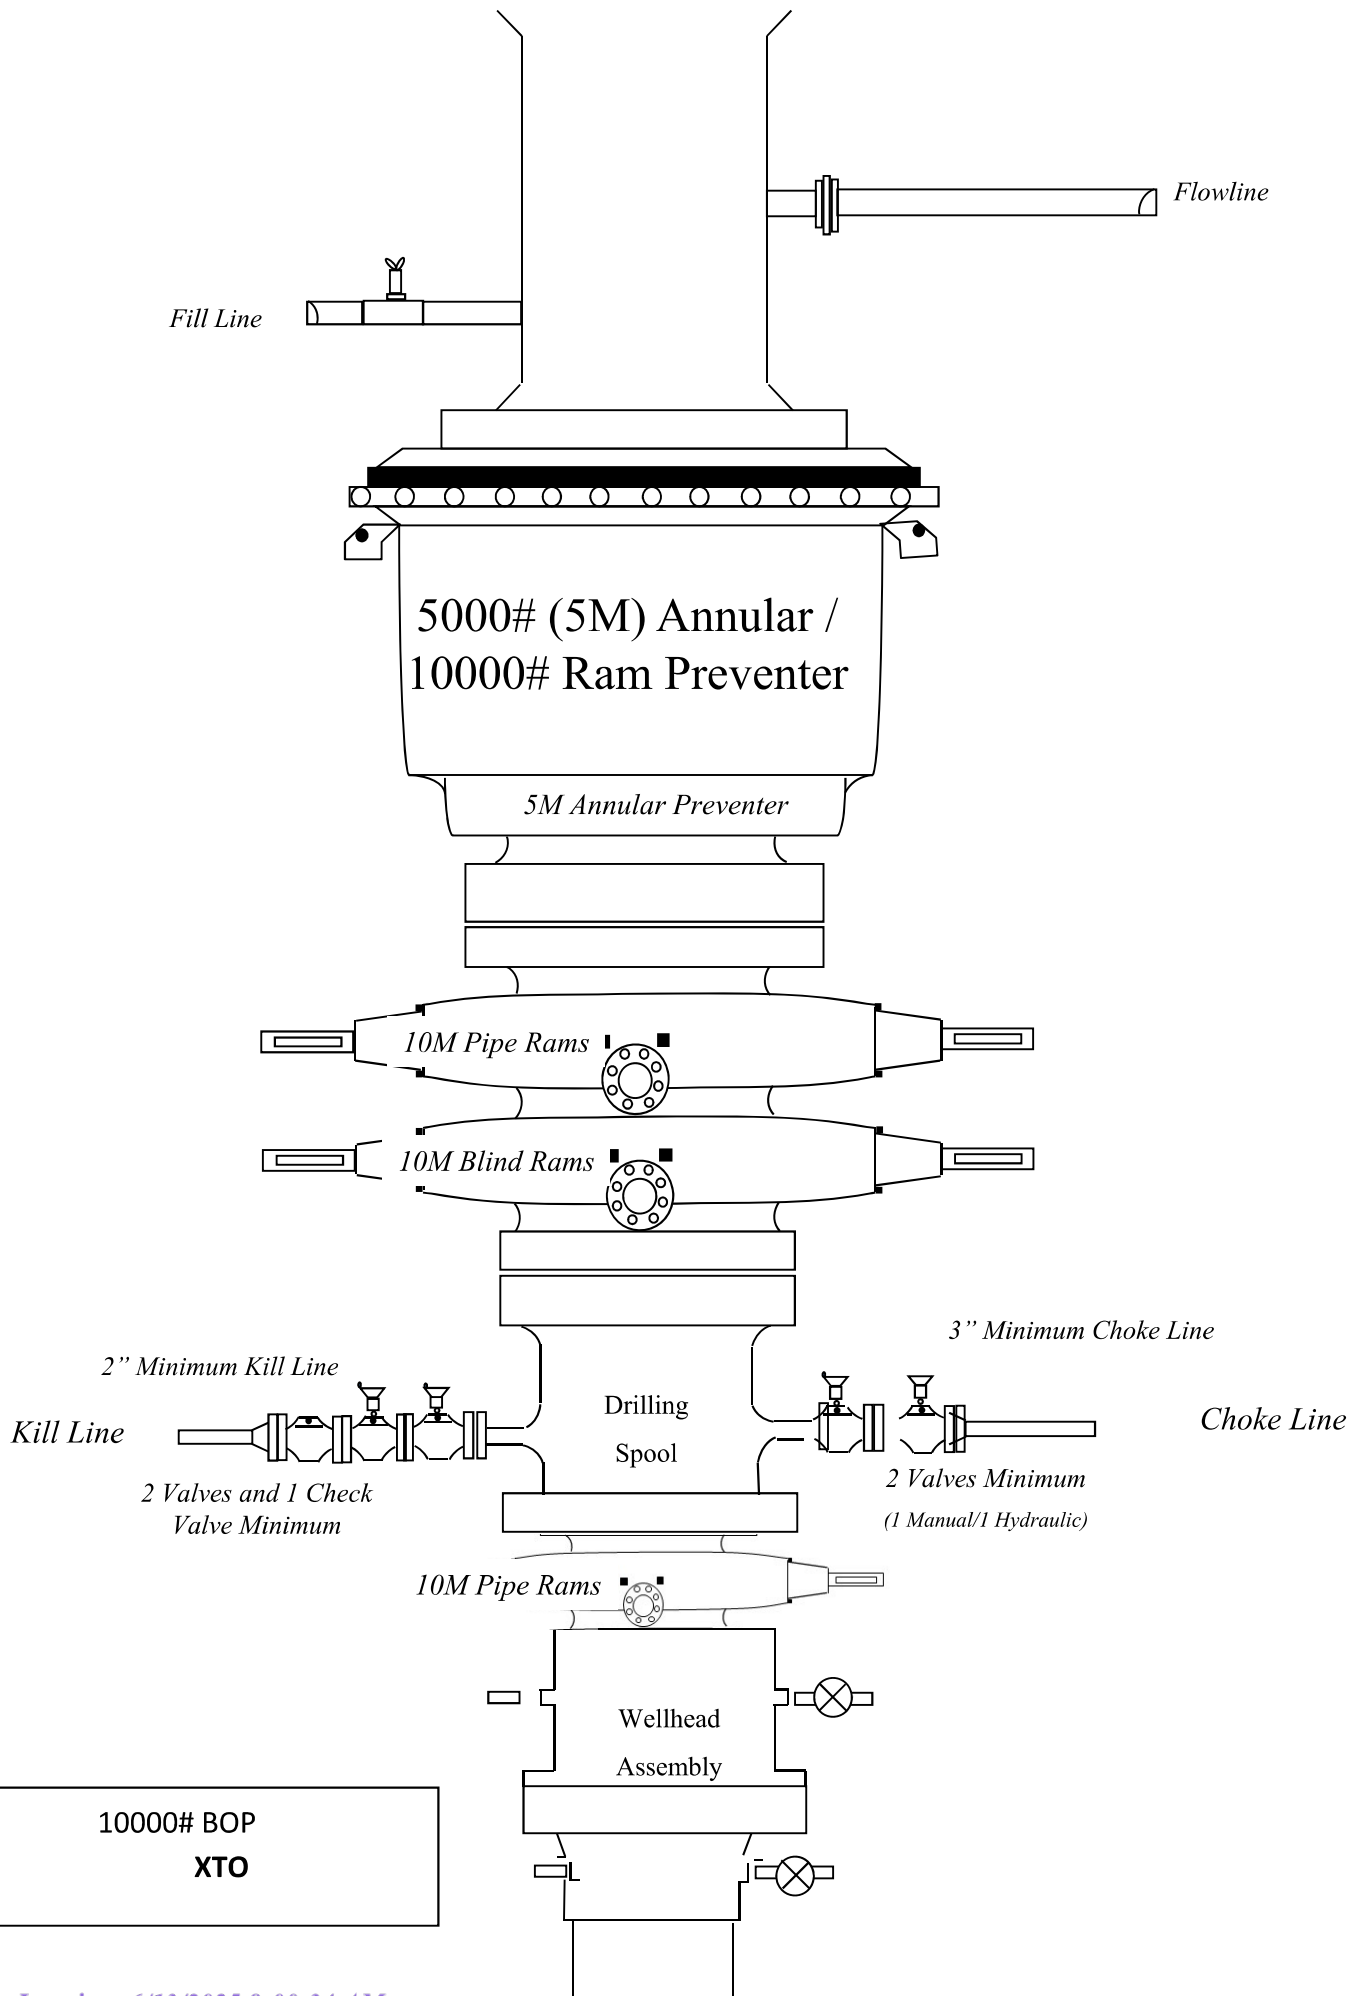 Flowline
Fill Line
5000# (5M) Annular /
10000# Ram Preventer
5M Annular Preventer
10M Pipe Rams
10M Blind Rams
3” Minimum Choke Line
2” Minimum Kill Line
Drilling
Spool
Kill Line
Choke Line
2 Valves and 1 Check
Valve Minimum
2 Valves Minimum
(1 Manual/1 Hydraulic)
10M Pipe Rams
Wellhead
Assembly
10000# BOP
XTO